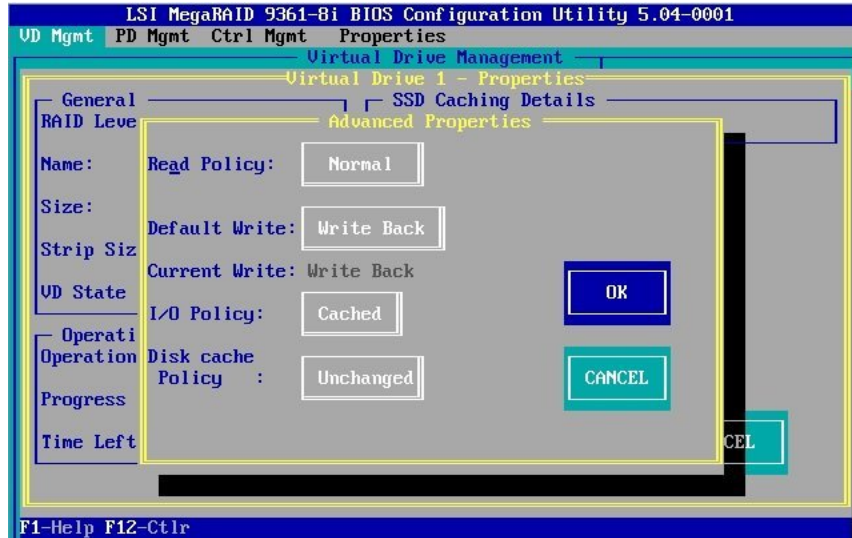 LSI MegaRAID 9361-8i BIOS Configuration Utility 5.04-0001
VD Mgmt PD Mgmt Ctrl Mgmt Properties
Virtual Drive Management
Virtual Drive 1 - Properties
General
SSD Caching Details
RAID Leve
Advanced Properties
Name:
Read Policy:
Normal
Size:
Default Write:
Write Back
Strip Siz
Current Write: Write Back
VD State
I/O Policy:
Cached
OK
Operati
Operation
Disk cache
Policy :
Unchanged
CANCEL
Progress
Time Left
CEL
F1-Help F12-Ctlr